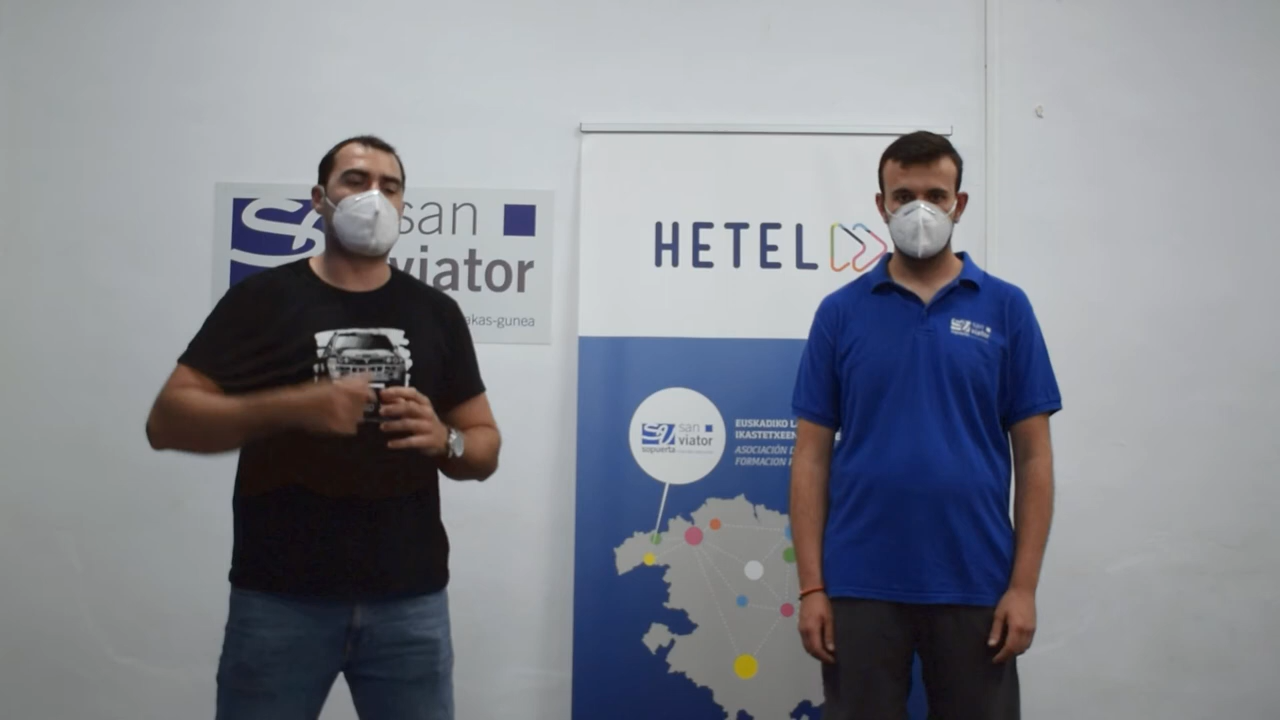 san
viator
akas-gunea
HETEL
san
viator
sopuerta
EUSKADIKO
IKASTETXEEN
ASOCIACIÓN
FORMACION
san
viator